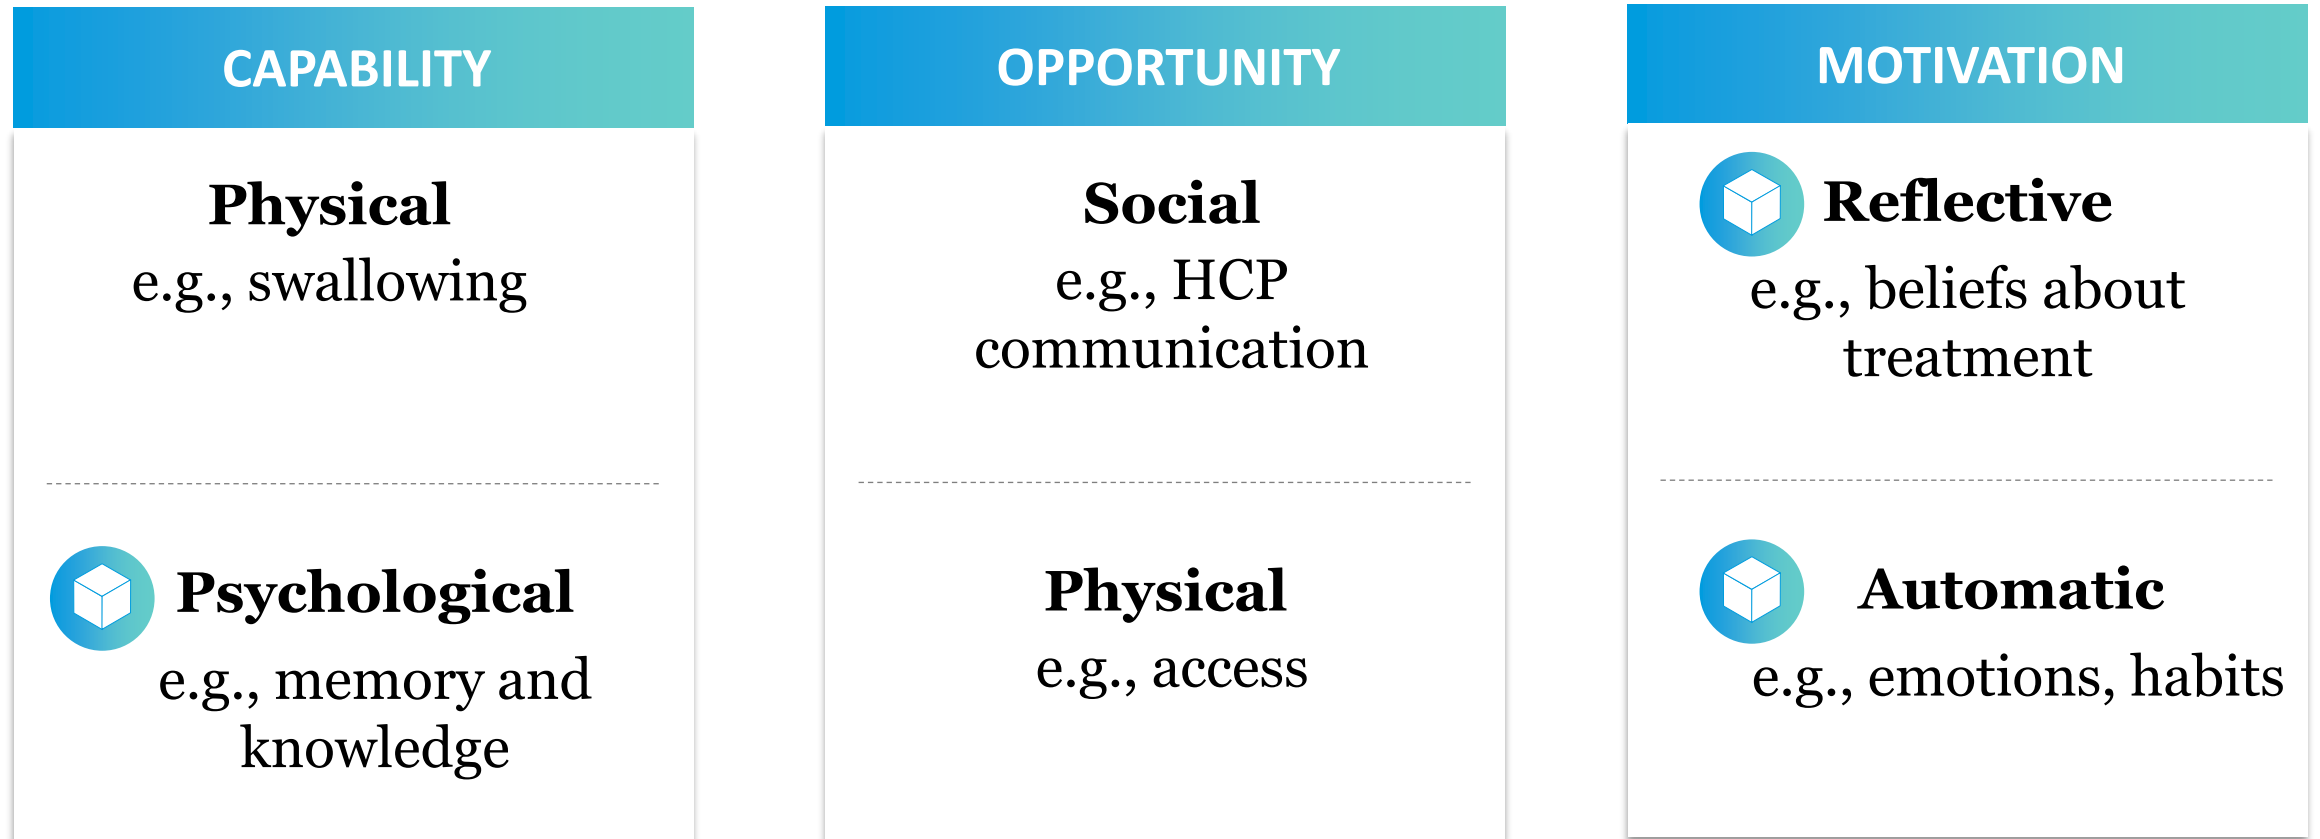 CAPABILITY
Physical
e.g., swallowing
Psychological
e.g., memory and
knowledge
OPPORTUNITY
Social
e.g., HCP
communication
Physical
e.g., access
MOTIVATION
Reflective
e.g., beliefs about
treatment
Automatic
e.g., emotions, habits